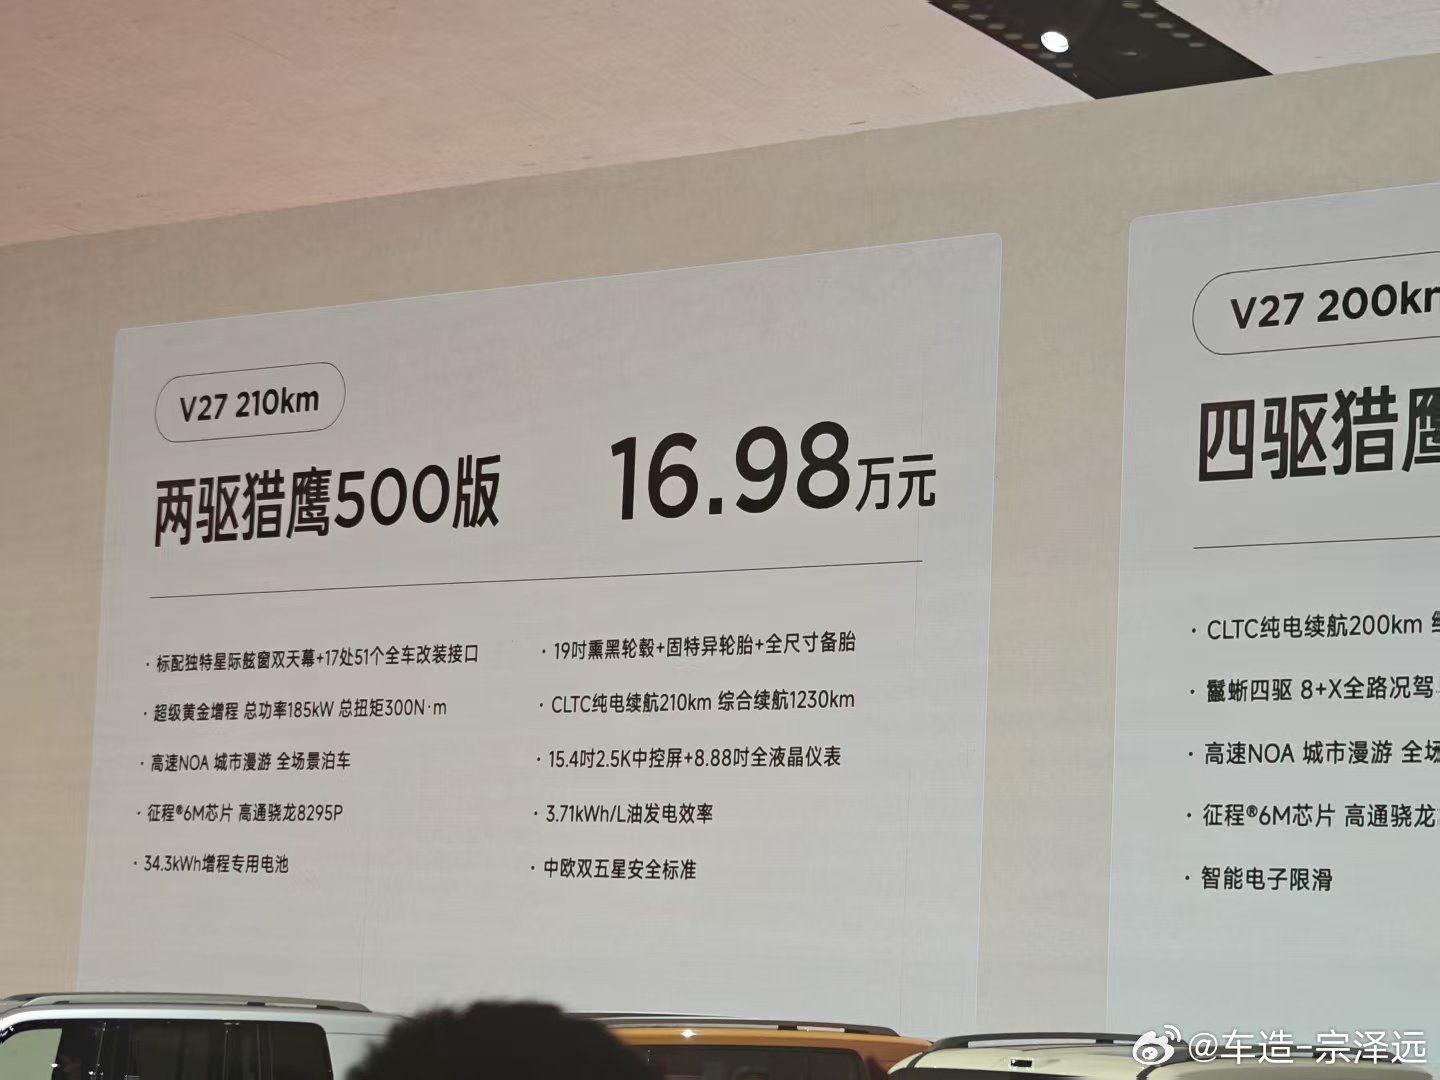 V27 210km
两驱猎鹰500版
16.98万元
· 标配独特星际舷窗双天幕+17处51个全车改装接口
· 超级黄金增程 总功率185kW 总扭矩300N·m
· 高速NOA 城市漫游 全场景泊车
· 征程®6M芯片 高通骁龙8295P
· 34.3kWh增程专用电池
· 19吋熏黑轮毂+固特异轮胎+全尺寸备胎
· CLTC纯电续航210km 综合续航1230km
· 15.4吋2.5K中控屏+8.88吋全液晶仪表
· 3.71kWh/L油发电效率
· 中欧双五星安全标准
V27 200k
四驱猎鹰
· CLTC纯电续航200km
· 鬣蜥四驱 8+X全路况驾
· 高速NOA 城市漫游 全场
· 征程®6M芯片 高通骁龙
· 智能电子限滑
@车造-宗泽远